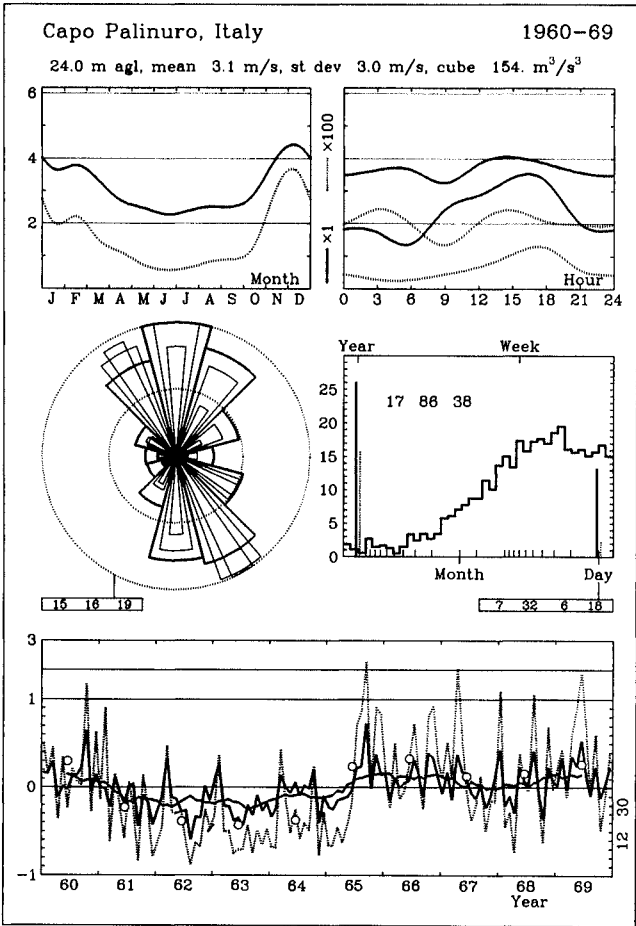 Capo Palinuro, Italy 1960-69
24.0 m agl, mean 3.1 m/s, st dev 3.0 m/s, cube 154. m³/s³
6
4
2
Month
J F M A M J J A S O N D
×1 ×100
Hour
0 3 6 9 12 15 18 21 24
Year Week
25
20
15
10
5
0
17 86 38
Month Day
15 16 19
7 32 6 18
3
1
0
-1
60 61 62 63 64 65 66 67 68 69
Year
12 30